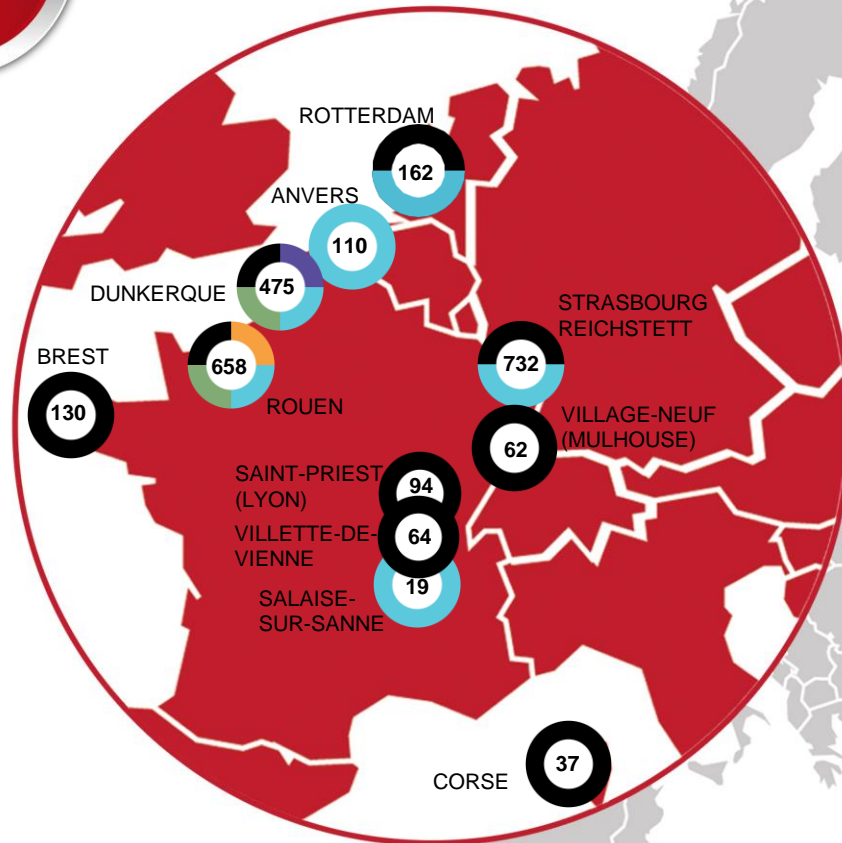 ROTTERDAM
162
ANVERS
110
DUNKERQUE
475
STRASBOURG
REICHSTETT
732
BREST
130
658
ROUEN
VILLAGE-NEUF
(MULHOUSE)
62
SAINT-PRIEST
(LYON)
94
VILLETTE-DE-
VIENNE
64
SALAISE-
SUR-SANNE
19
CORSE
37